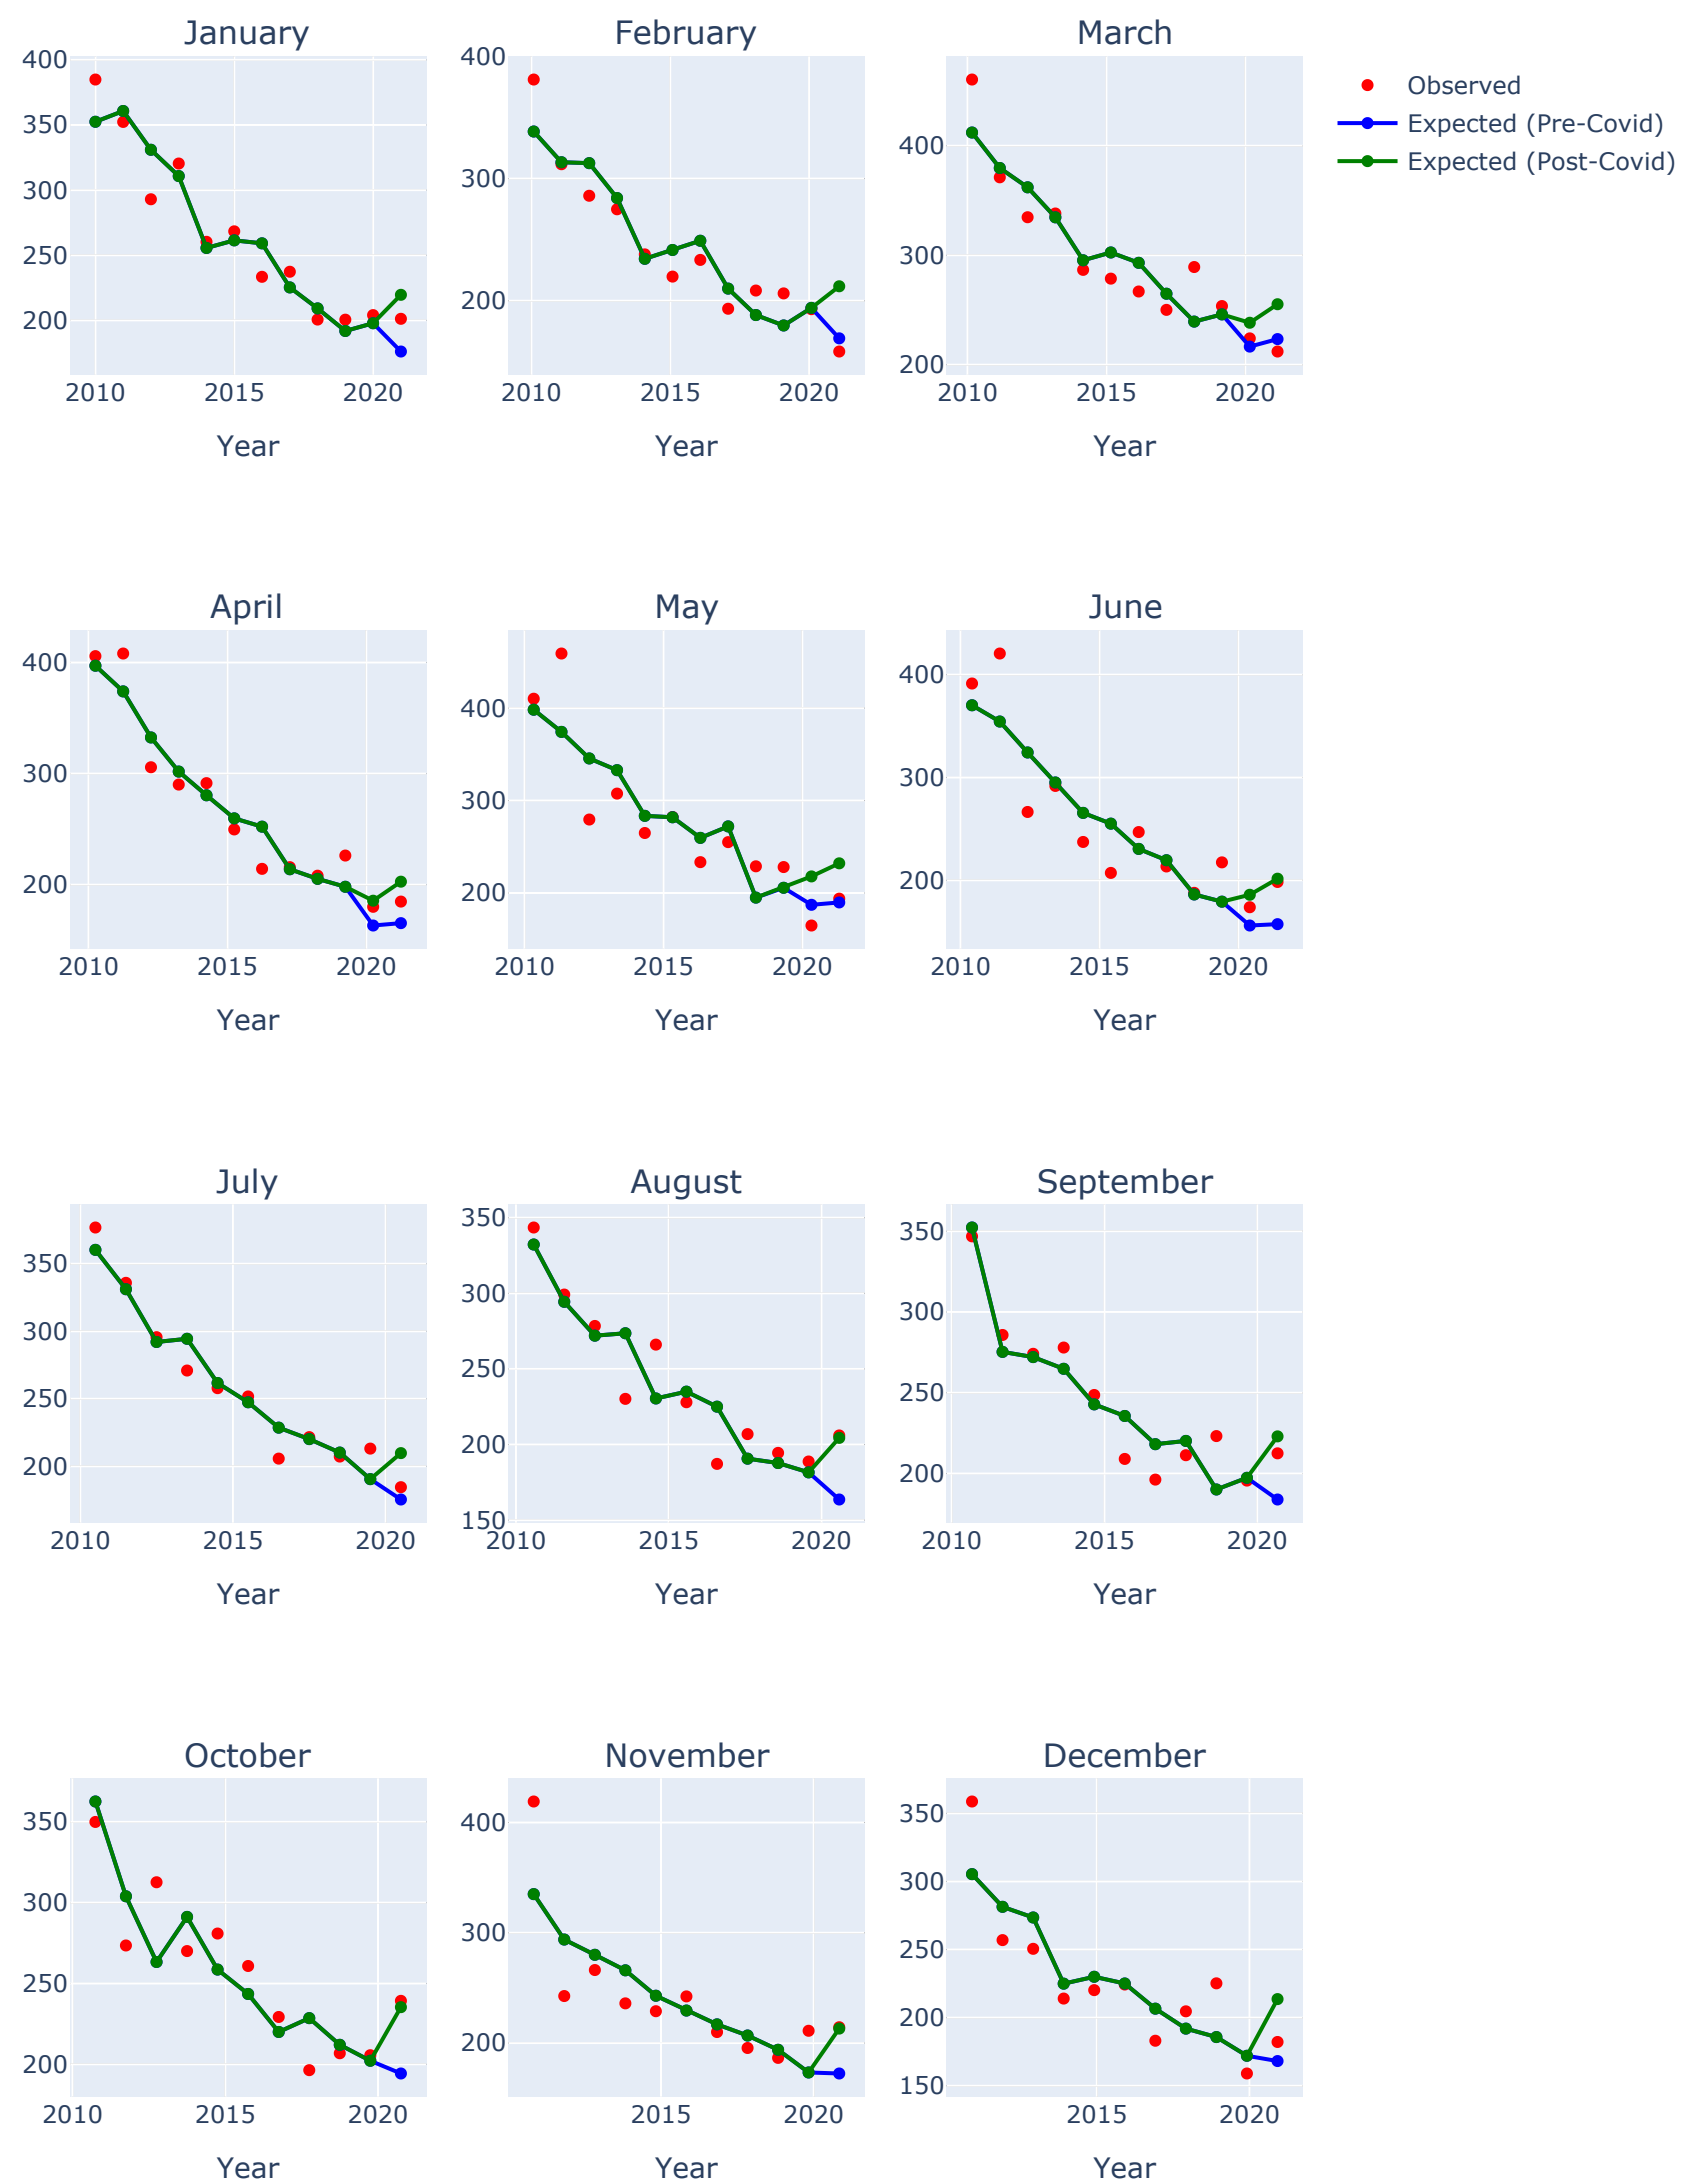 January February March
400
350
300
250
200
2010 2015 2020
Year
400
300
200
2010 2015 2020
Year
400
300
200
2010 2015 2020
Year
Observed
Expected (Pre-Covid)
Expected (Post-Covid)
April May June
400
300
200
2010 2015 2020
Year
400
300
200
2010 2015 2020
Year
400
300
200
2010 2015 2020
Year
July August September
350
300
250
200
2010 2015 2020
Year
350
300
250
200
150
2010 2015 2020
Year
350
300
250
200
2010 2015 2020
Year
October November December
350
300
250
200
2010 2015 2020
Year
400
300
200
2015 2020
Year
350
300
250
200
150
2015 2020
Year